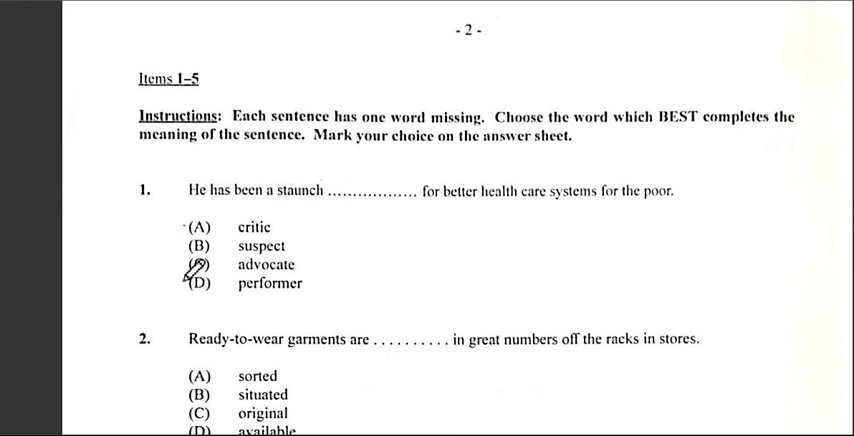 - 2 -
Items 1–5
Instructions: Each sentence has one word missing. Choose the word which BEST completes the
meaning of the sentence. Mark your choice on the answer sheet.
1. He has been a staunch .................. for better health care systems for the poor.
(A) critic
(B) suspect
(C) advocate
(D) performer
2. Ready-to-wear garments are .......... in great numbers off the racks in stores.
(A) sorted
(B) situated
(C) original
(D) available